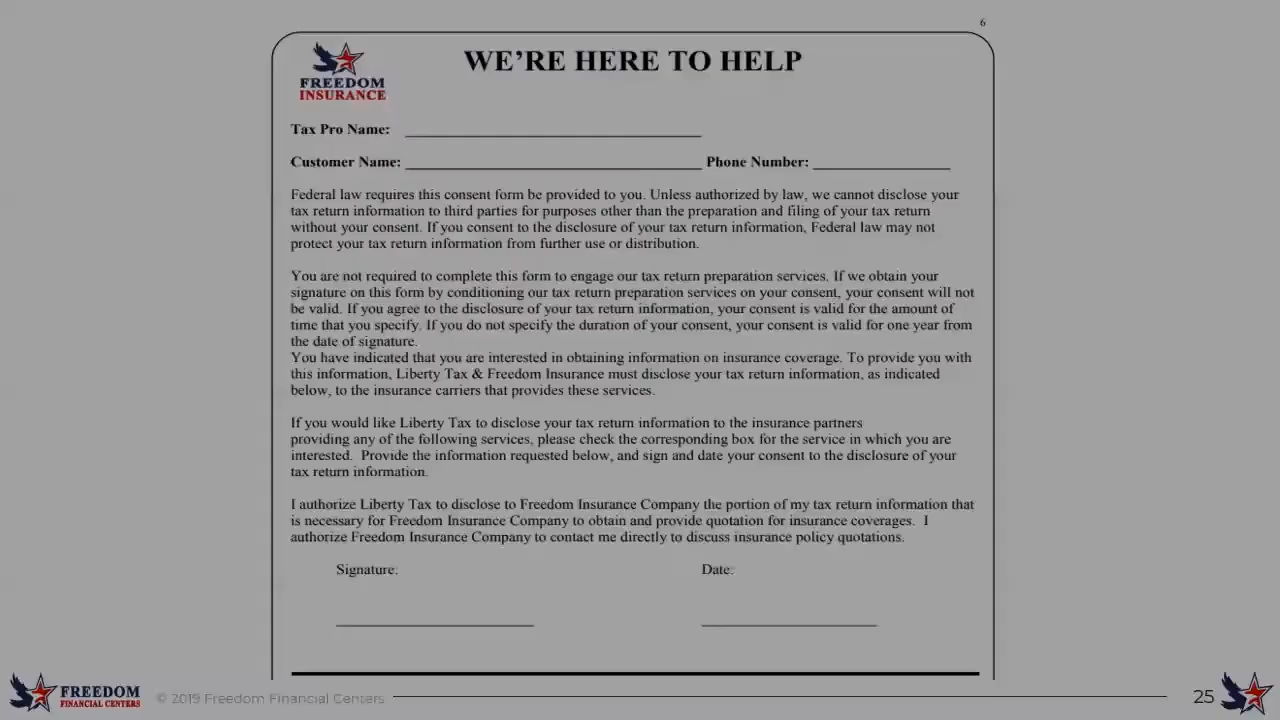 6
FREEDOM
INSURANCE
WE’RE HERE TO HELP
Tax Pro Name:
Customer Name: Phone Number:
Federal law requires this consent form be provided to you. Unless authorized by law, we cannot disclose your
tax return information to third parties for purposes other than the preparation and filing of your tax return
without your consent. If you consent to the disclosure of your tax return information, Federal law may not
protect your tax return information from further use or distribution.
You are not required to complete this form to engage our tax return preparation services. If we obtain your
signature on this form by conditioning our tax return preparation services on your consent, your consent will not
be valid. If you agree to the disclosure of your tax return information, your consent is valid for the amount of
time that you specify. If you do not specify the duration of your consent, your consent is valid for one year from
the date of signature.
You have indicated that you are interested in obtaining information on insurance coverage. To provide you with
this information, Liberty Tax & Freedom Insurance must disclose your tax return information, as indicated
below, to the insurance carriers that provides these services.
If you would like Liberty Tax to disclose your tax return information to the insurance partners
providing any of the following services, please check the corresponding box for the service in which you are
interested. Provide the information requested below, and sign and date your consent to the disclosure of your
tax return information.
I authorize Liberty Tax to disclose to Freedom Insurance Company the portion of my tax return information that
is necessary for Freedom Insurance Company to obtain and provide quotation for insurance coverages. I
authorize Freedom Insurance Company to contact me directly to discuss insurance policy quotations.
Signature: Date:
FREEDOM
FINANCIAL CENTERS
© 2019 Freedom Financial Centers
25